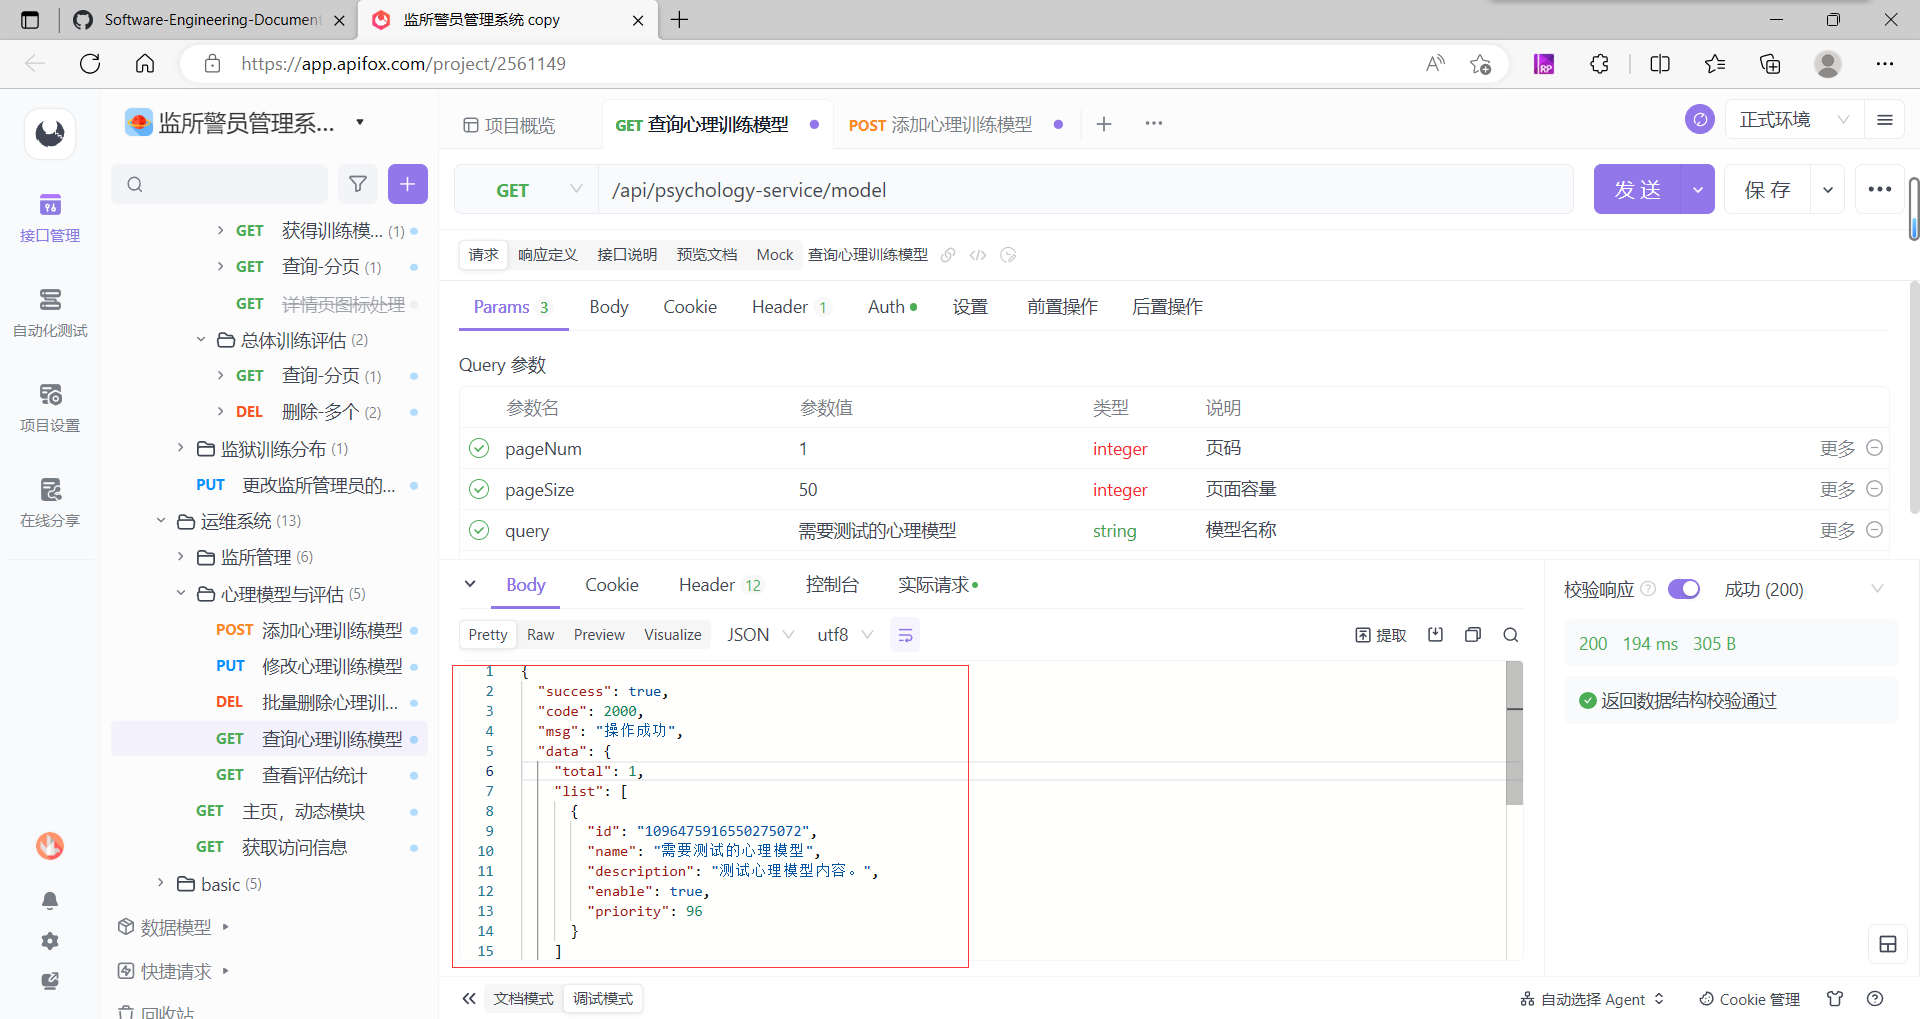 Software-Engineering-Document
监所警员管理系统 copy
https://app.apifox.com/project/2561149
监所警员管理系...
项目概览
GET 查询心理训练模型
POST 添加心理训练模型
正式环境
GET
/api/psychology-service/model
发 送
保 存
接口管理
自动化测试
项目设置
在线分享
GET 获得训练模... (1)
GET 查询-分页 (1)
GET 详情页图标处理
总体训练评估 (2)
GET 查询-分页 (1)
DEL 删除-多个 (2)
监狱训练分布 (1)
PUT 更改监所管理员的...
运维系统 (13)
监所管理 (6)
心理模型与评估 (5)
POST 添加心理训练模型
PUT 修改心理训练模型
DEL 批量删除心理训...
GET 查询心理训练模型
GET 查看评估统计
GET 主页，动态模块
GET 获取访问信息
basic (5)
数据模型
快捷请求
回收站
请求 响应定义 接口说明 预览文档 Mock 查询心理训练模型
Params 3 Body Cookie Header 1 Auth 设置 前置操作 后置操作
Query 参数
参数名 参数值 类型 说明
pageNum 1 integer 页码 更多
pageSize 50 integer 页面容量 更多
query 需要测试的心理模型 string 模型名称 更多
Body Cookie Header 12 控制台 实际请求
Pretty Raw Preview Visualize JSON utf8 提取
1 {
2 "success": true,
3 "code": 2000,
4 "msg": "操作成功",
5 "data": {
6 "total": 1,
7 "list": [
8 {
9 "id": "1096475916550275072",
10 "name": "需要测试的心理模型",
11 "description": "测试心理模型内容。",
12 "enable": true,
13 "priority": 96
14 }
15 ]
校验响应 成功 (200)
200 194 ms 305 B
返回数据结构校验通过
文档模式 调试模式
自动选择 Agent Cookie 管理